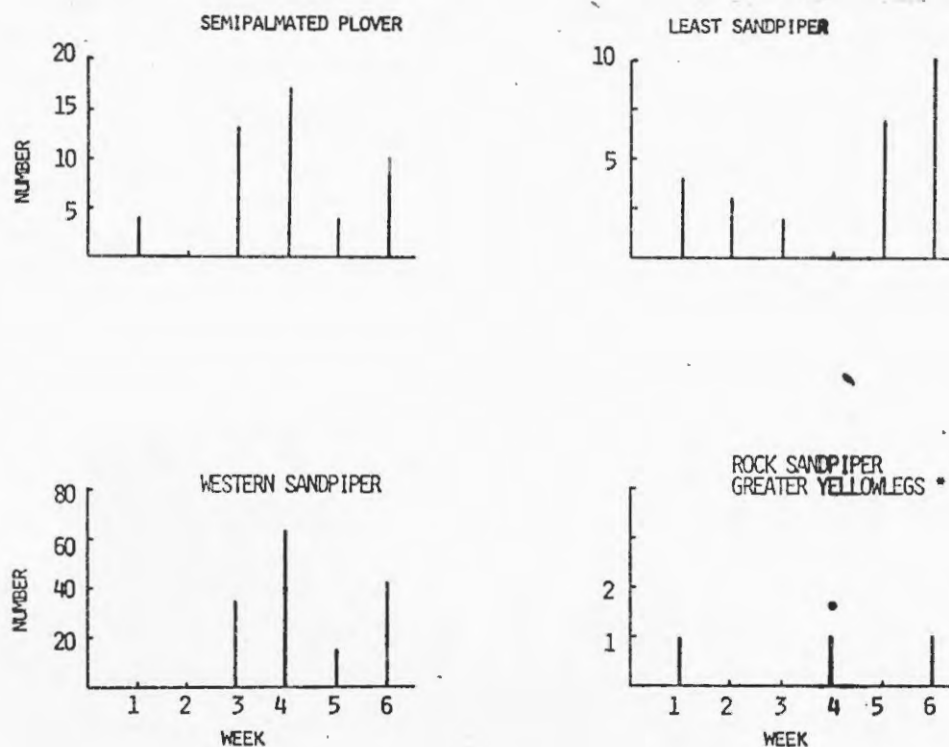 SEMIPALMATED PLOVER
20
15
10
5
NUMBER
LEAST SANDPIPER
10
5
WESTERN SANDPIPER
80
60
40
20
NUMBER
1 2 3 4 5 6
WEEK
ROCK SANDPIPER
GREATER YELLOWLEGS *
2
1
1 2 3 4 5 6
WEEK